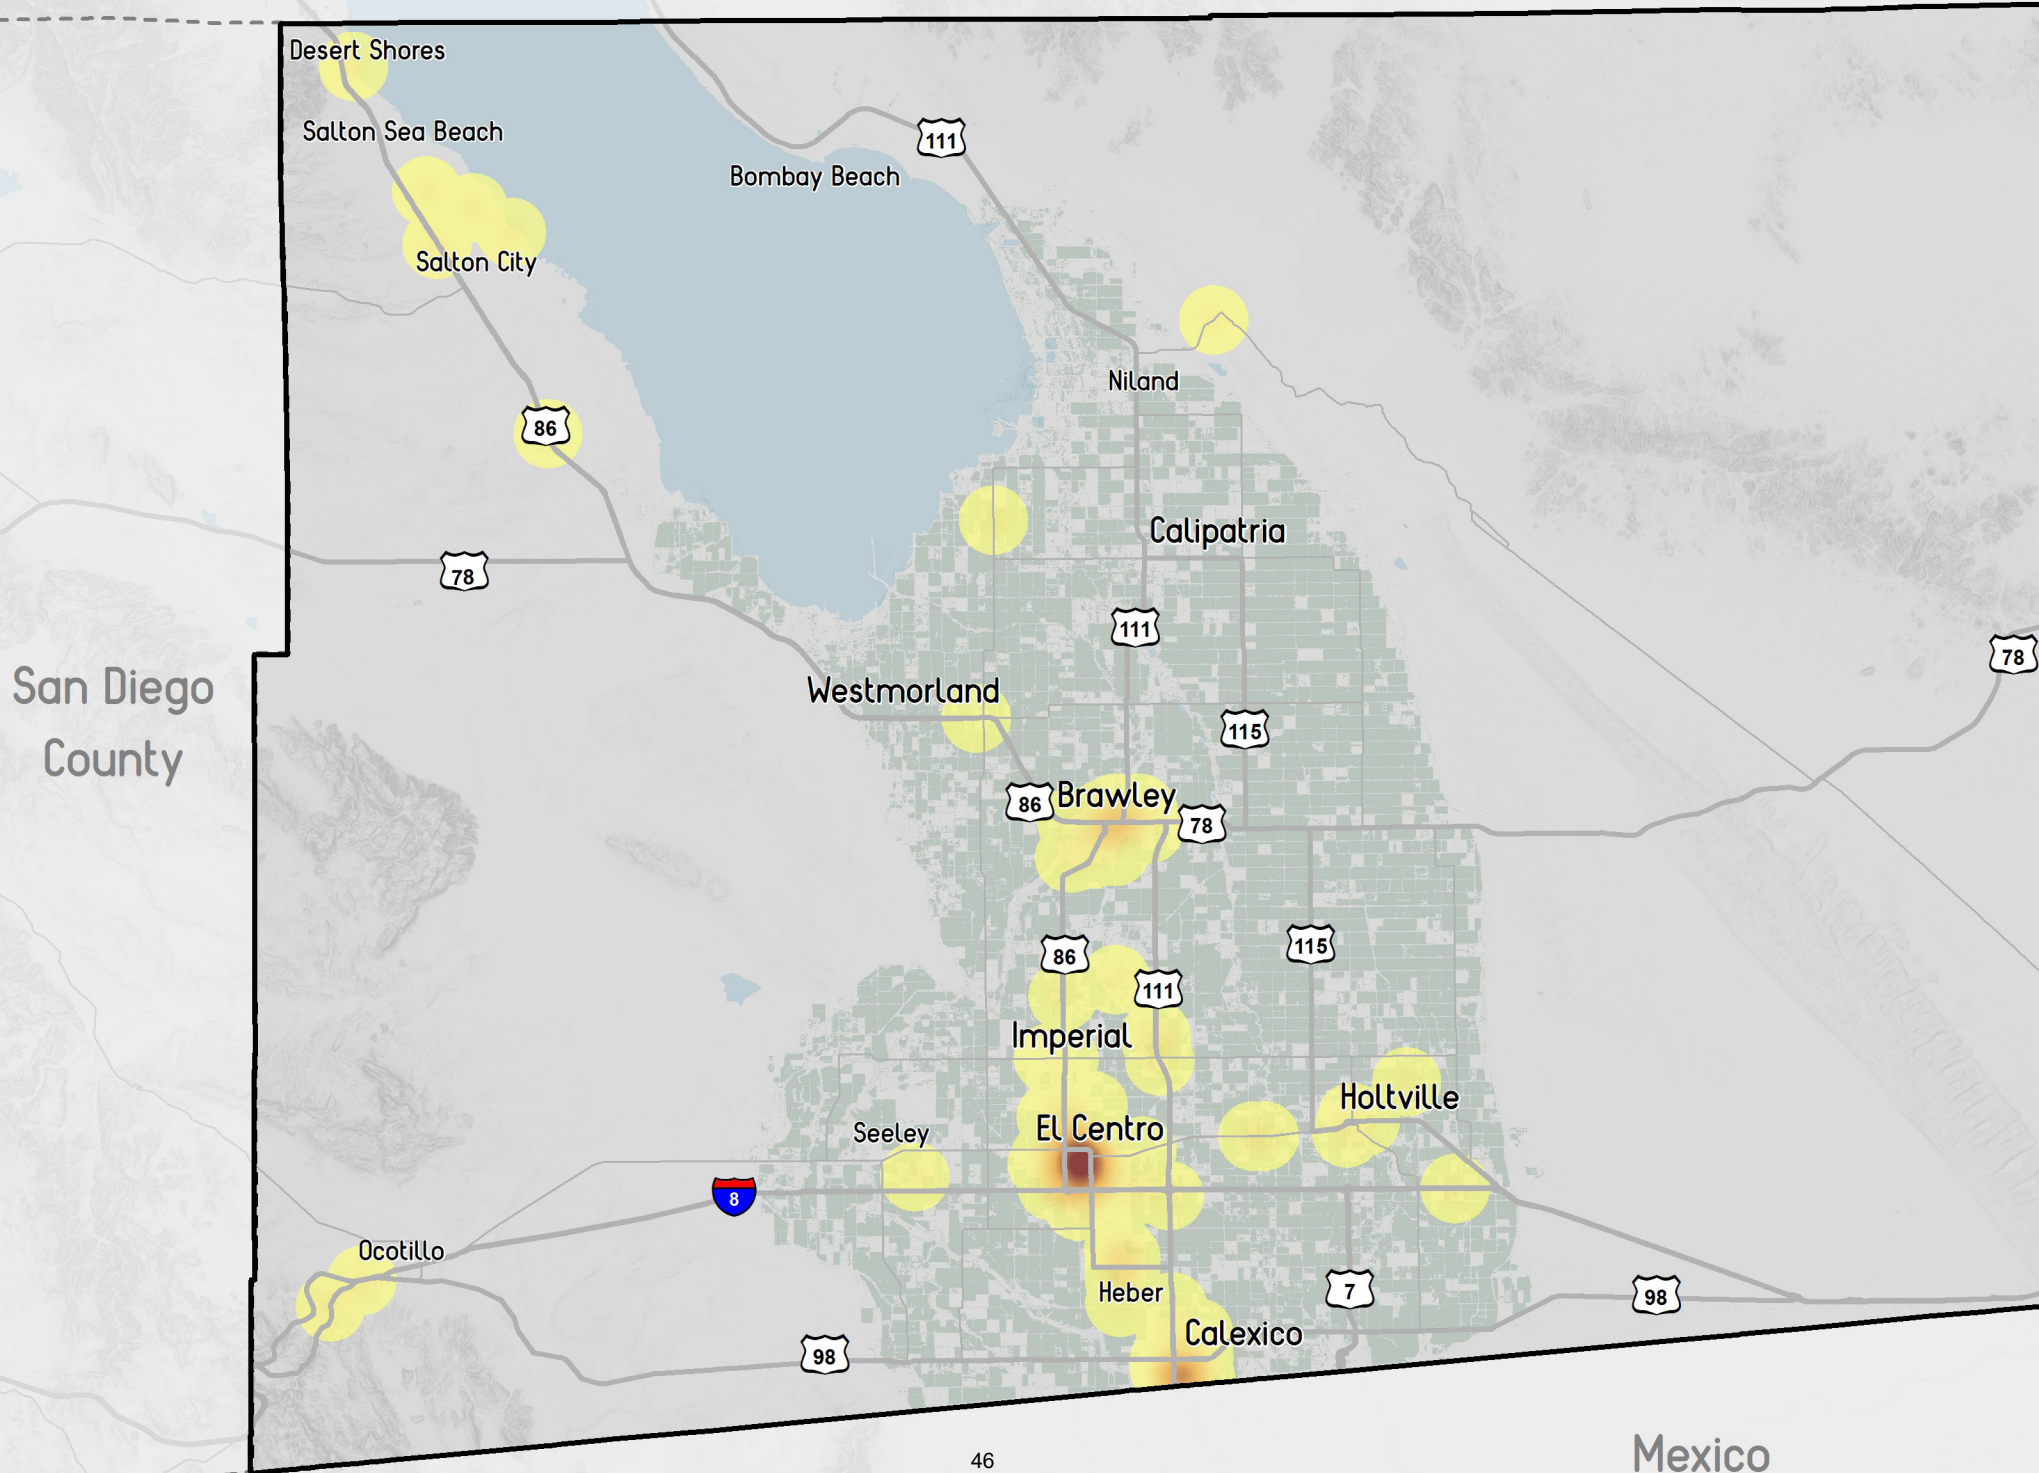 Desert Shores
Salton Sea Beach
111
Bombay Beach
Salton City
Niland
86
Calipatria
78
111
78
San Diego
County
Westmorland
115
86
Brawley
78
115
86
111
Imperial
Holtville
El Centro
Seeley
8
Ocotillo
Heber
7
98
Calexico
98
Mexico
46